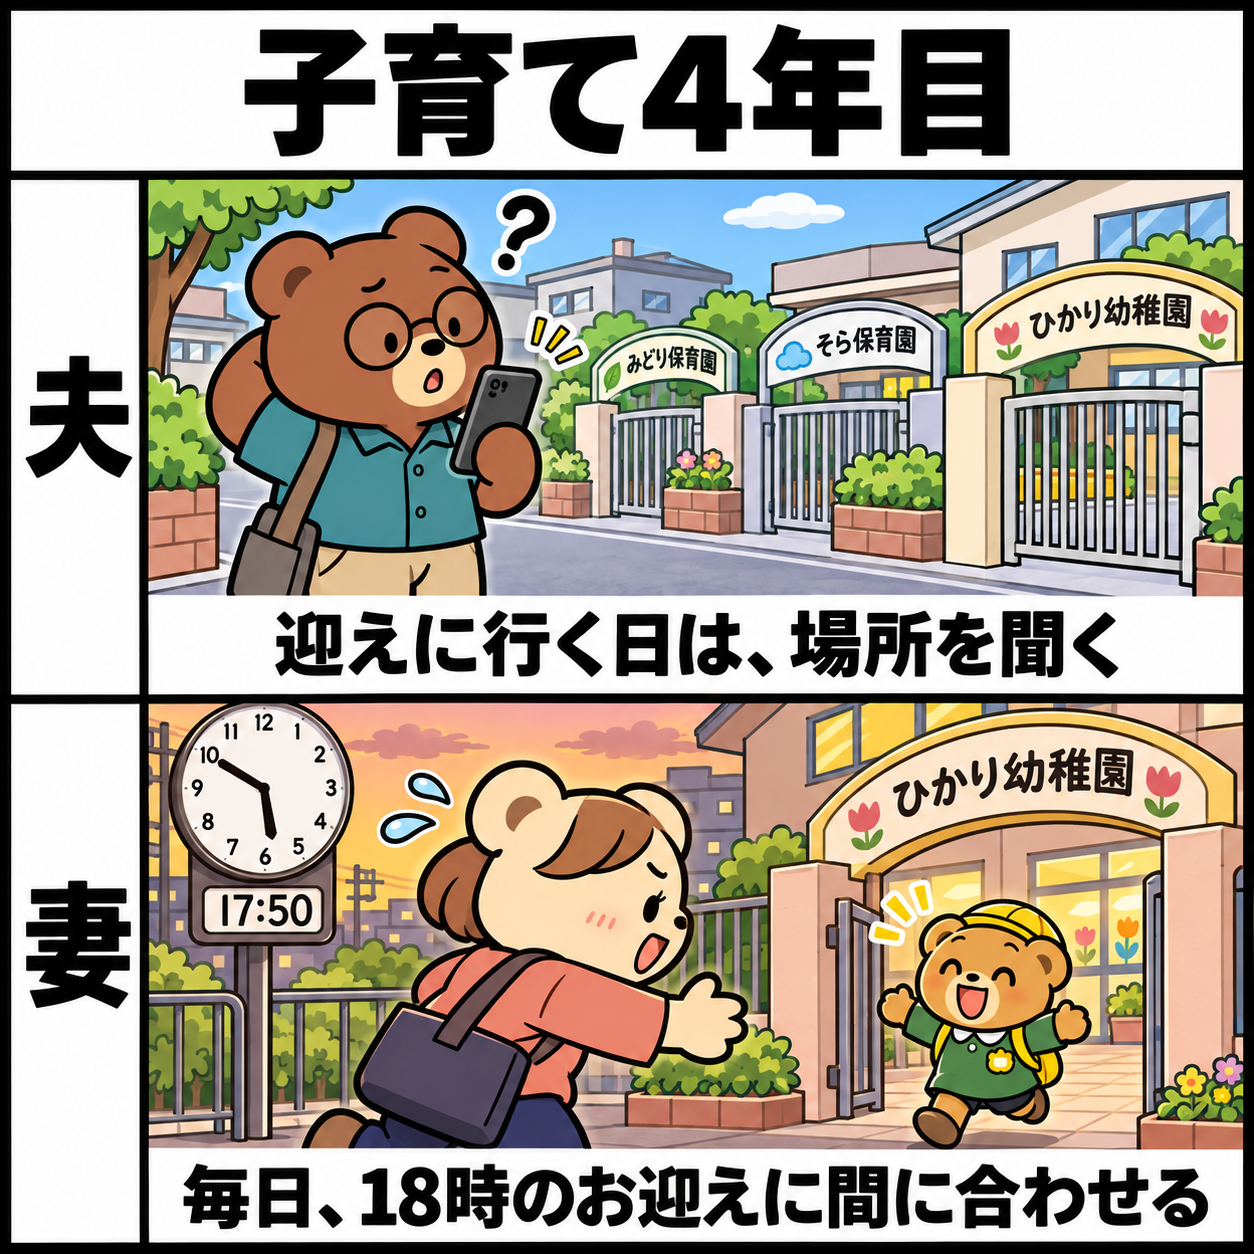 子育て4年目
夫
?
みどり保育園
そら保育園
ひかり幼稚園
迎えに行く日は、場所を聞く
妻
12
1
2
3
4
5
6
7
8
9
10
11
17:50
ひかり幼稚園
毎日、18時のお迎えに間に合わせる